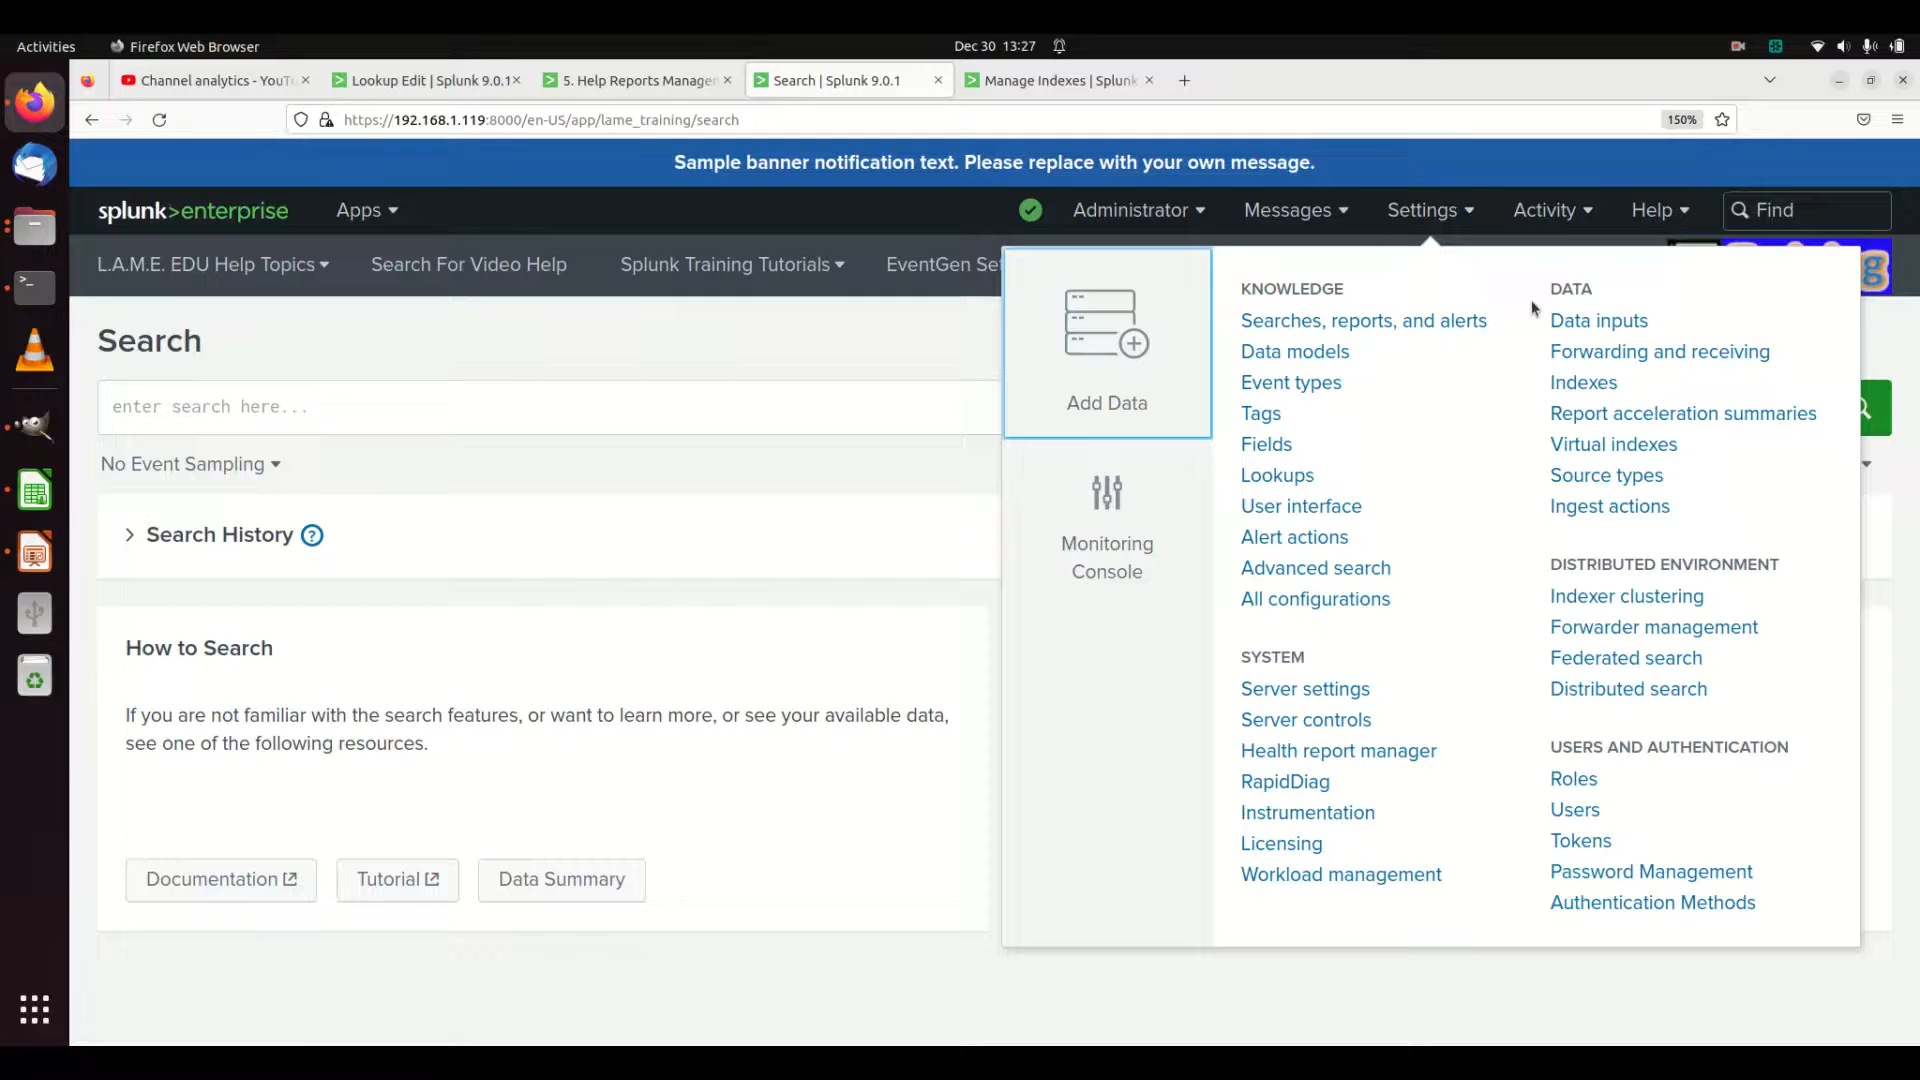 Activities
Firefox Web Browser
Dec 30 13:27
Channel analytics - YouT
Lookup Edit | Splunk 9.0.1
5. Help Reports Manage
Search | Splunk 9.0.1
Manage Indexes | Splunk
https://192.168.1.119:8000/en-US/app/lame_training/search
150%
Sample banner notification text. Please replace with your own message.
splunk>enterprise
Apps
Administrator
Messages
Settings
Activity
Help
Find
L.A.M.E. EDU Help Topics
Search For Video Help
Splunk Training Tutorials
EventGen Se
g
Search
enter search here...
No Event Sampling
Search History ?
How to Search
If you are not familiar with the search features, or want to learn more, or see your available data,
see one of the following resources.
Documentation
Tutorial
Data Summary
Add Data
Monitoring
Console
KNOWLEDGE
Searches, reports, and alerts
Data models
Event types
Tags
Fields
Lookups
User interface
Alert actions
Advanced search
All configurations
SYSTEM
Server settings
Server controls
Health report manager
RapidDiag
Instrumentation
Licensing
Workload management
DATA
Data inputs
Forwarding and receiving
Indexes
Report acceleration summaries
Virtual indexes
Source types
Ingest actions
DISTRIBUTED ENVIRONMENT
Indexer clustering
Forwarder management
Federated search
Distributed search
USERS AND AUTHENTICATION
Roles
Users
Tokens
Password Management
Authentication Methods